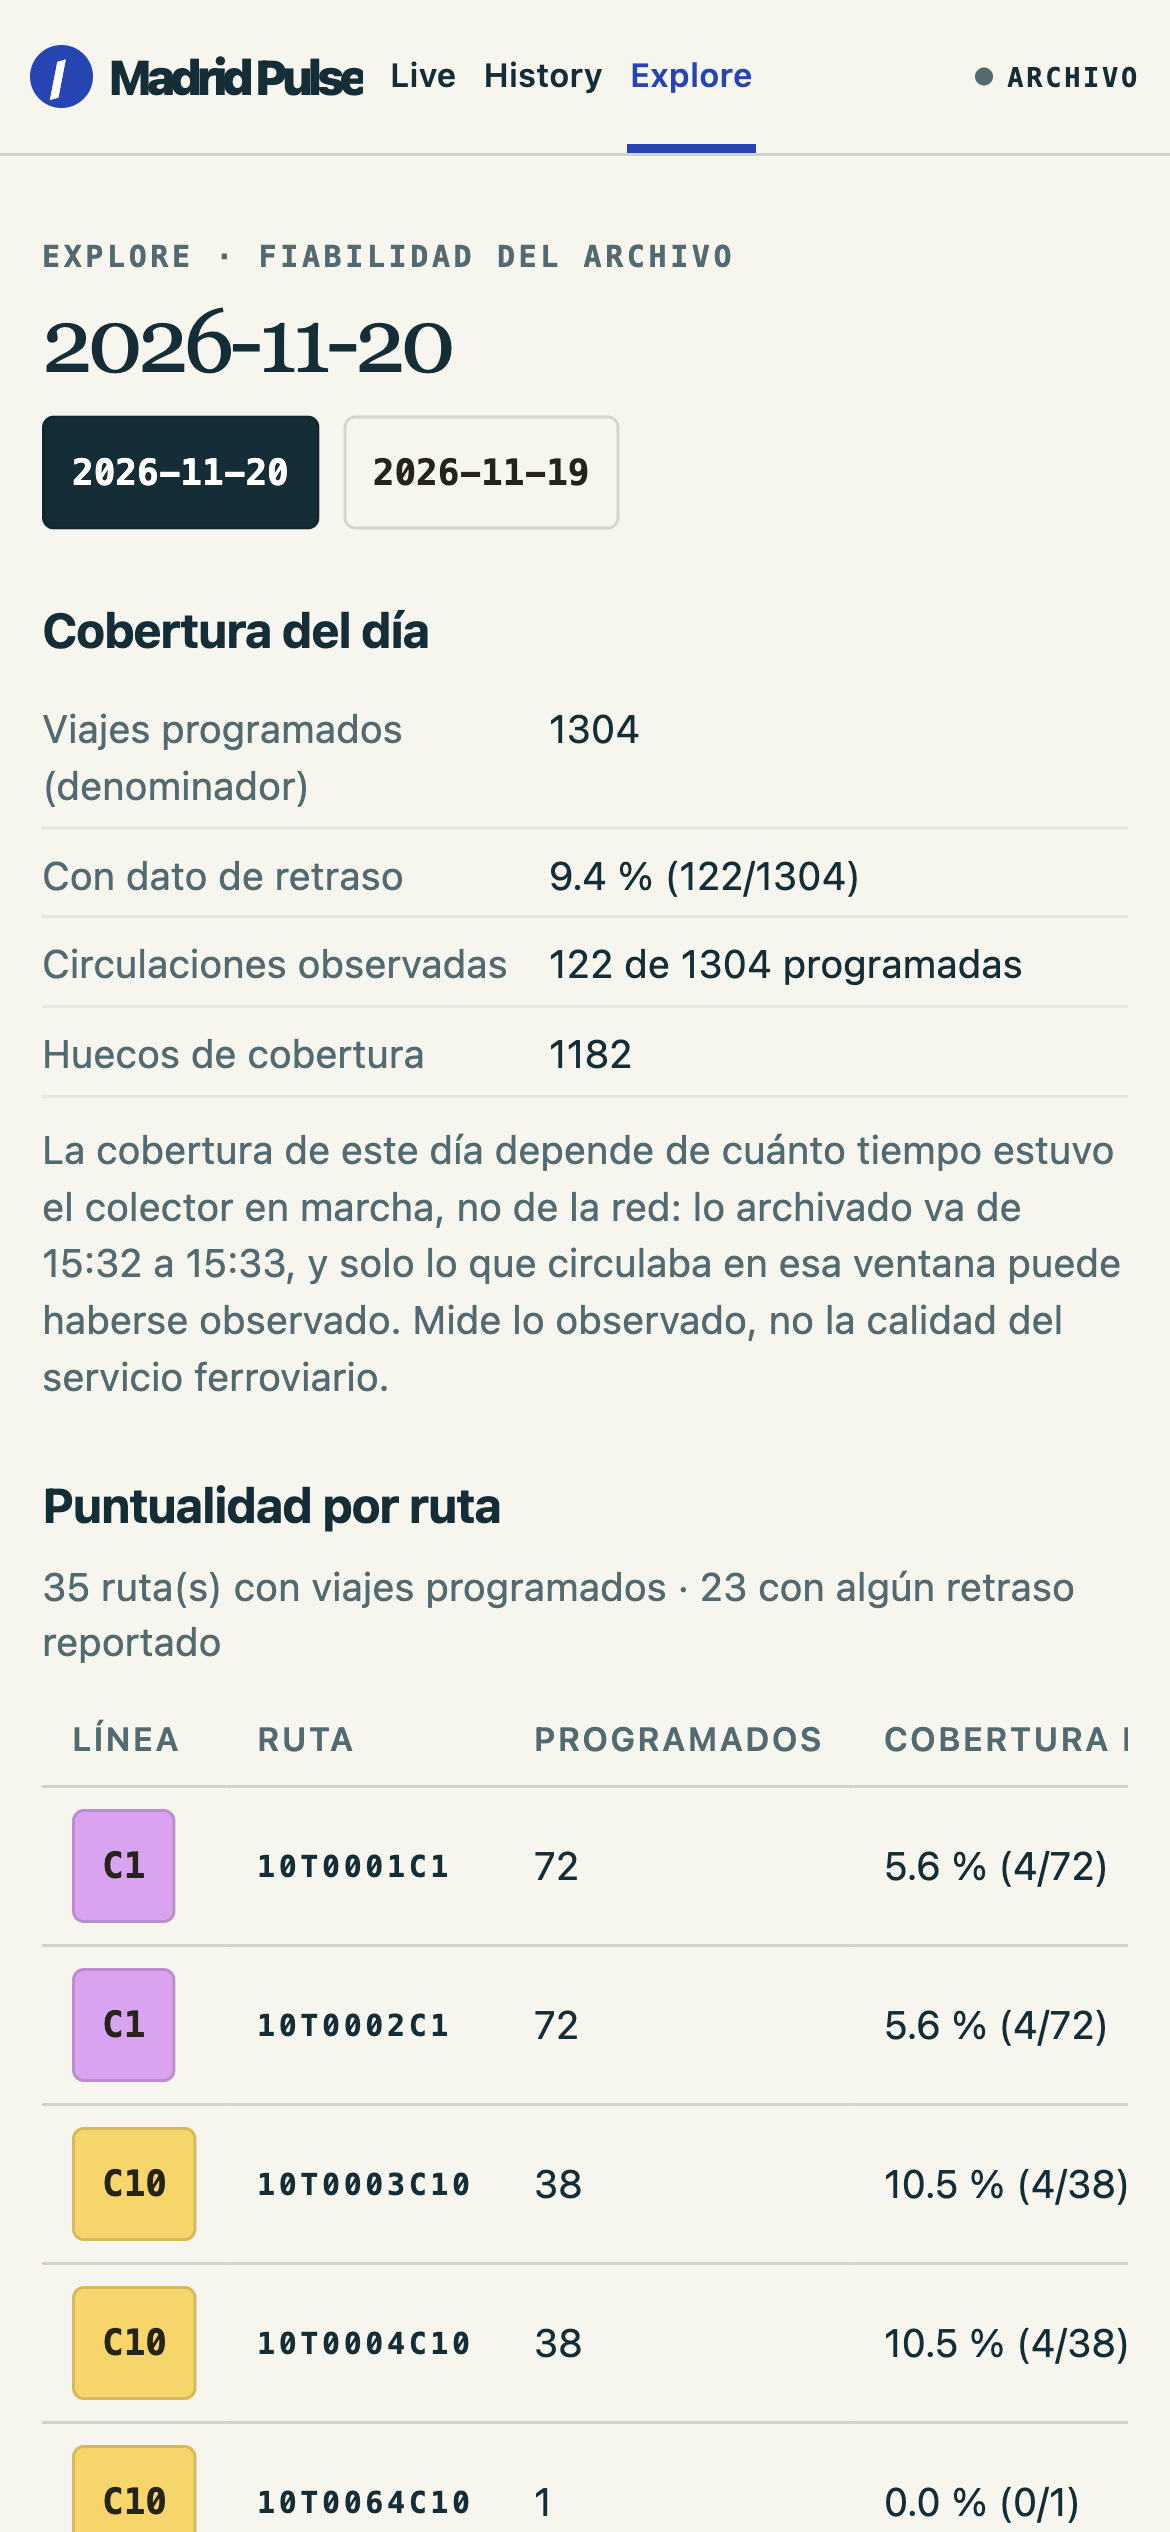 Madrid Pulse Live History Explore ARCHIVO
EXPLORE · FIABILIDAD DEL ARCHIVO
2026-11-20
2026-11-20 2026-11-19
Cobertura del día
Viajes programados (denominador) 1304
Con dato de retraso 9.4 % (122/1304)
Circulaciones observadas 122 de 1304 programadas
Huecos de cobertura 1182
La cobertura de este día depende de cuánto tiempo estuvo
el colector en marcha, no de la red: lo archivado va de
15:32 a 15:33, y solo lo que circulaba en esa ventana puede
haberse observado. Mide lo observado, no la calidad del
servicio ferroviario.
Puntualidad por ruta
35 ruta(s) con viajes programados · 23 con algún retraso
reportado
LÍNEA RUTA PROGRAMADOS COBERTURA
C1 10T0001C1 72 5.6 % (4/72)
C1 10T0002C1 72 5.6 % (4/72)
C10 10T0003C10 38 10.5 % (4/38)
C10 10T0004C10 38 10.5 % (4/38)
C10 10T0064C10 1 0.0 % (0/1)